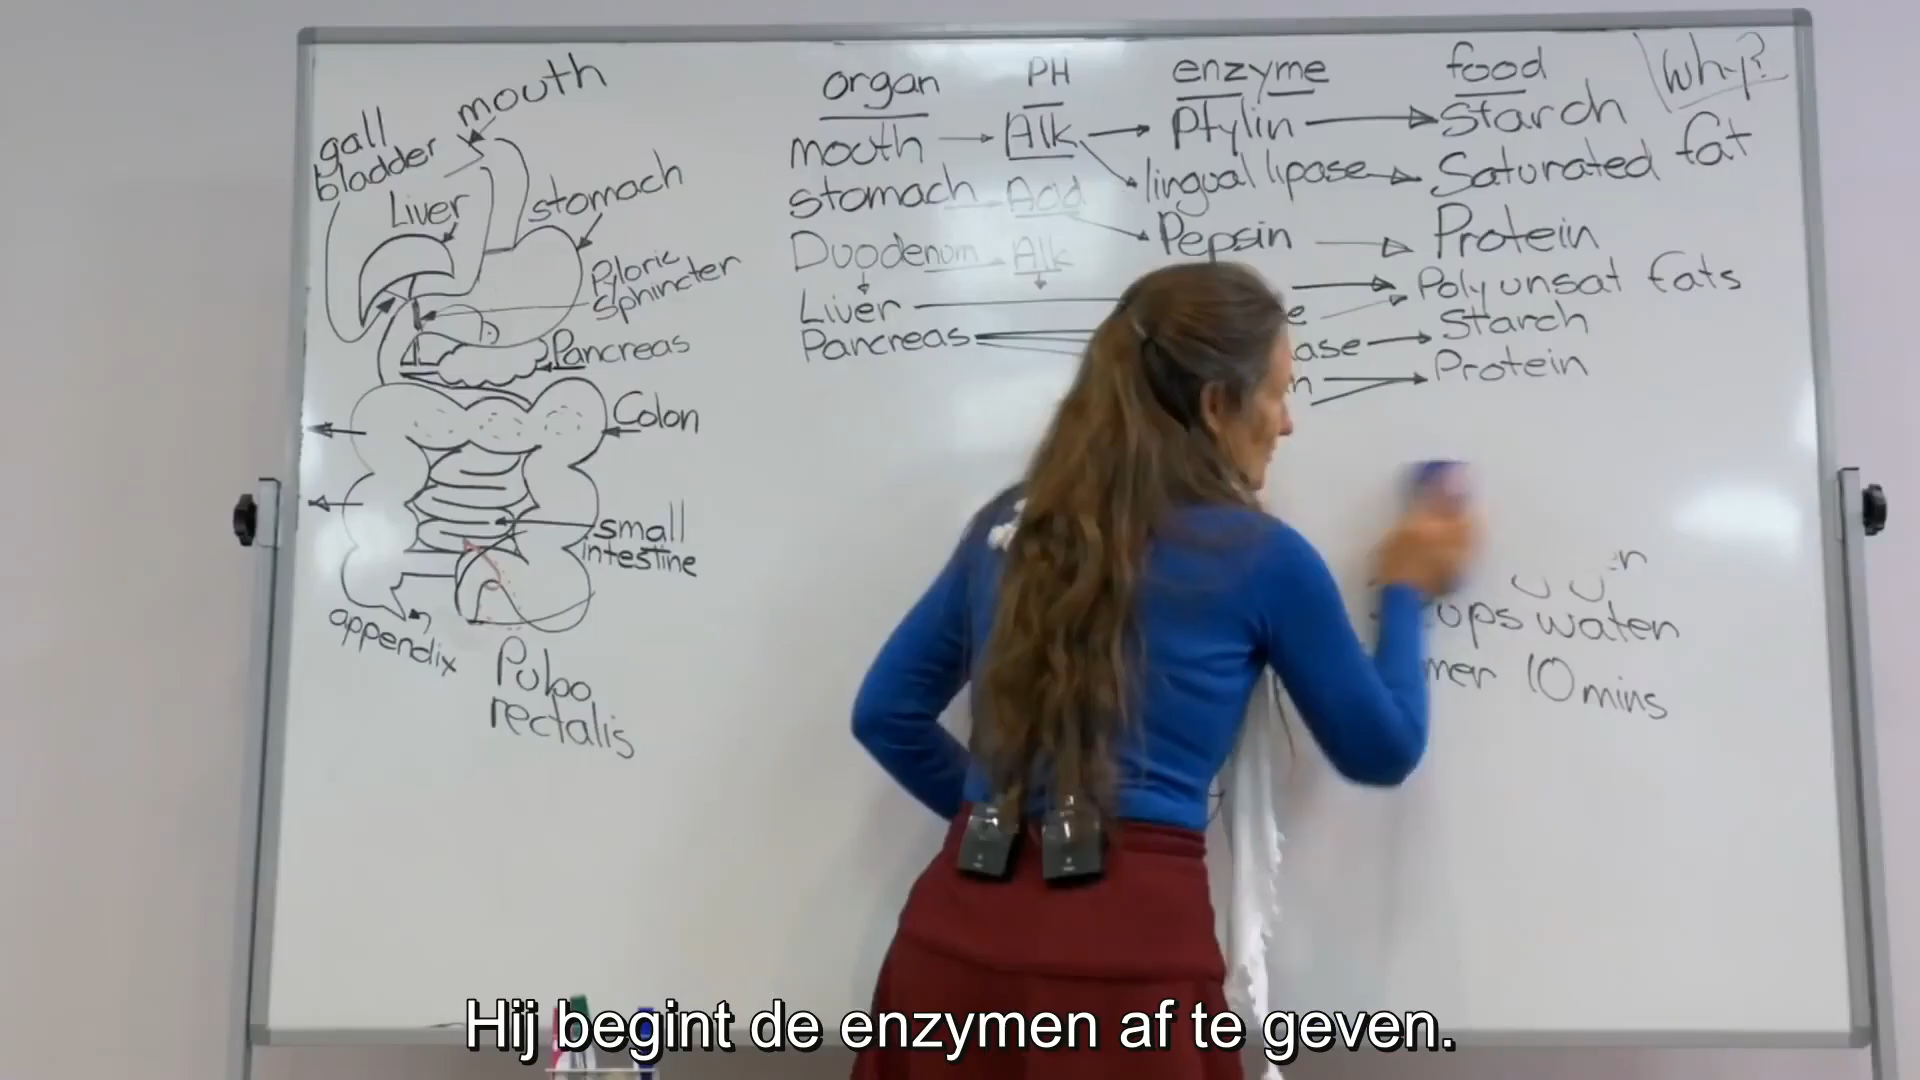 mouth
gall
bladder
Liver
stomach
Piloric
sphincter
Pancreas
Colon
small
intestine
appendix
Pubo
rectalis
organ PH enzyme food Why?
mouth Alk Ptylin Starch
lingual lipase Saturated fat
stomach Acid Pepsin Protein
Duodenum Alk
Liver Poly unsat fats
Pancreas Starch
ase Protein
water
10 mins
Hij begint de enzymen af te geven.